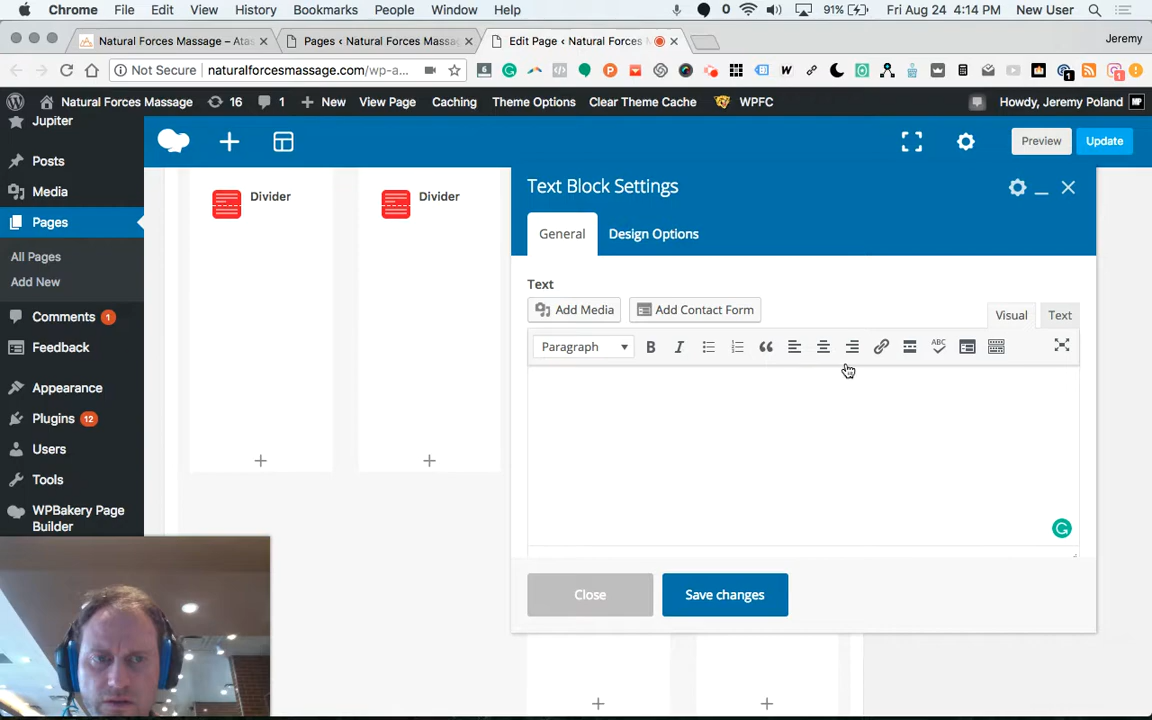 Chrome File Edit View History Bookmarks People Window Help 0 91% Fri Aug 24 4:14 PM New User
Natural Forces Massage – Atas Pages ‹ Natural Forces Massa Edit Page ‹ Natural Forces Jeremy
Not Secure naturalforcesmassage.com/wp-a...
Natural Forces Massage 16 1 New View Page Caching Theme Options Clear Theme Cache WPFC Howdy, Jeremy Poland
Jupiter
Posts
Media
Pages
All Pages
Add New
Comments 1
Feedback
Appearance
Plugins 12
Users
Tools
WPBakery Page
Builder
Preview Update
Divider Divider
Text Block Settings
General Design Options
Text
Add Media Add Contact Form Visual Text
Paragraph B I ABC
Close Save changes